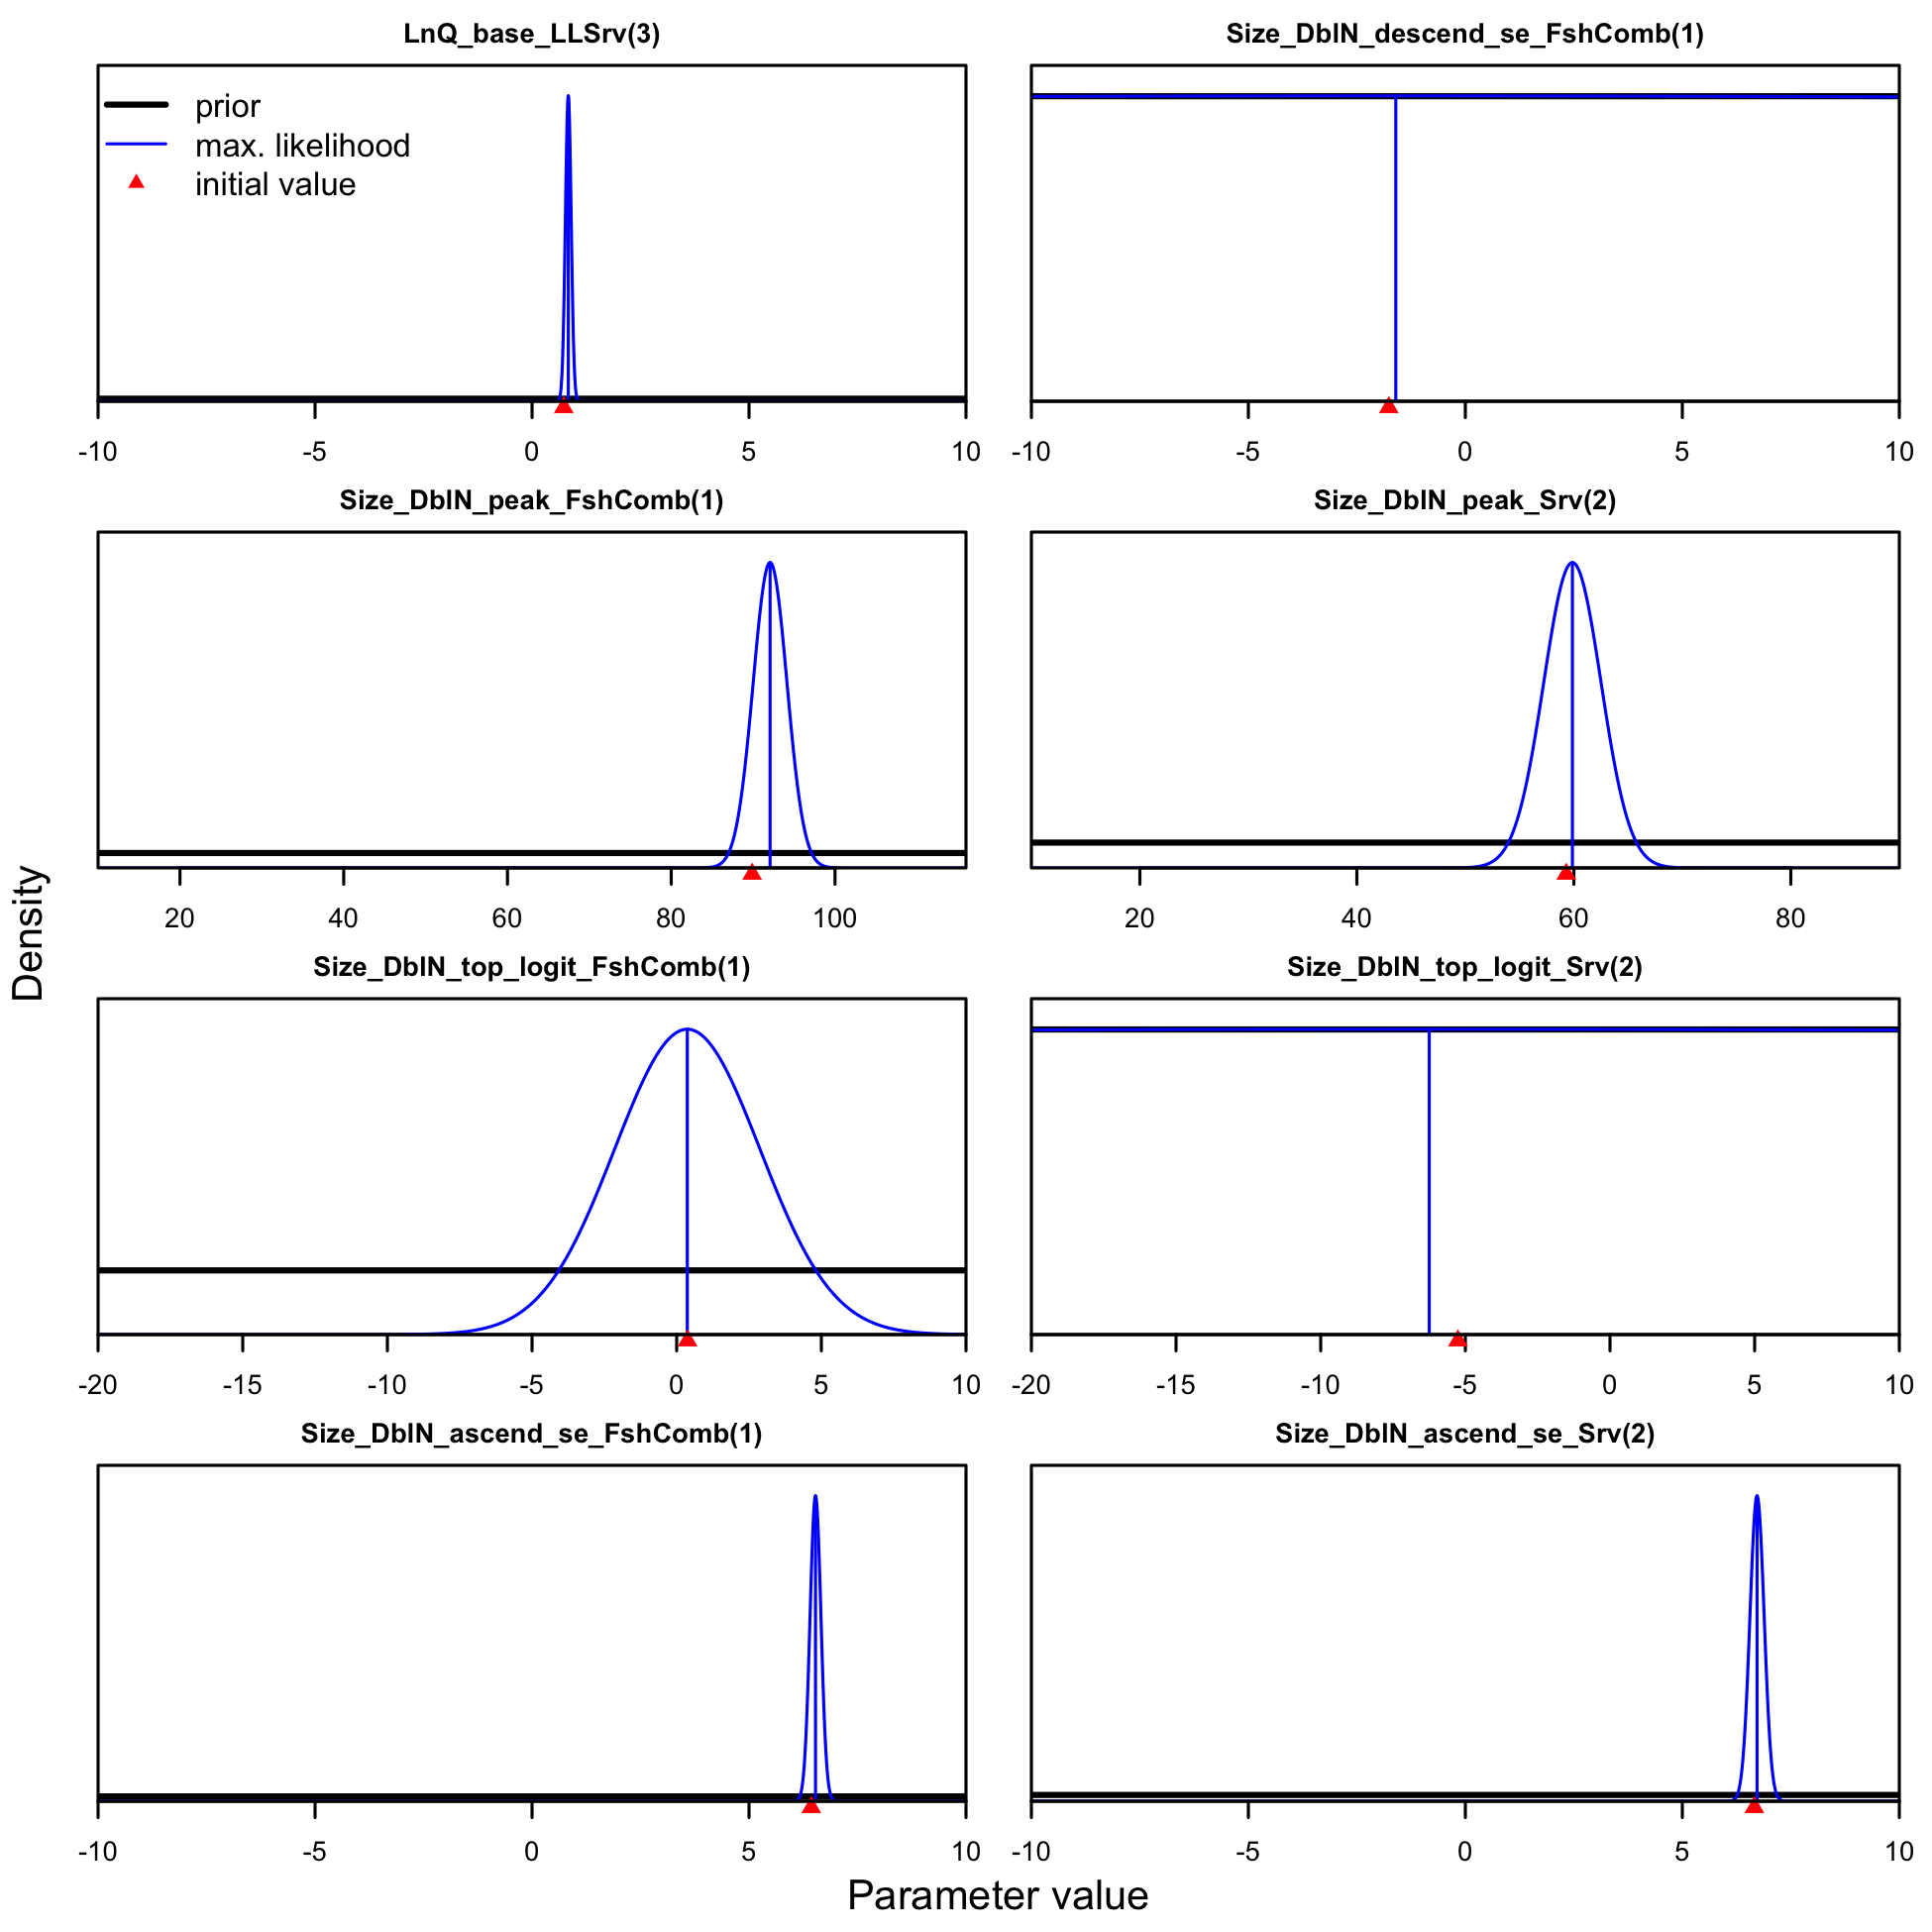 LnQ_base_LLSrv(3)
prior
max. likelihood
initial value
-10 -5 0 5 10
Size_DblN_descend_se_FshComb(1)
-10 -5 0 5 10
Size_DblN_peak_FshComb(1)
20 40 60 80 100
Size_DblN_peak_Srv(2)
20 40 60 80
Size_DblN_top_logit_FshComb(1)
-20 -15 -10 -5 0 5 10
Size_DblN_top_logit_Srv(2)
-20 -15 -10 -5 0 5 10
Size_DblN_ascend_se_FshComb(1)
-10 -5 0 5 10
Size_DblN_ascend_se_Srv(2)
-10 -5 0 5 10
Density
Parameter value